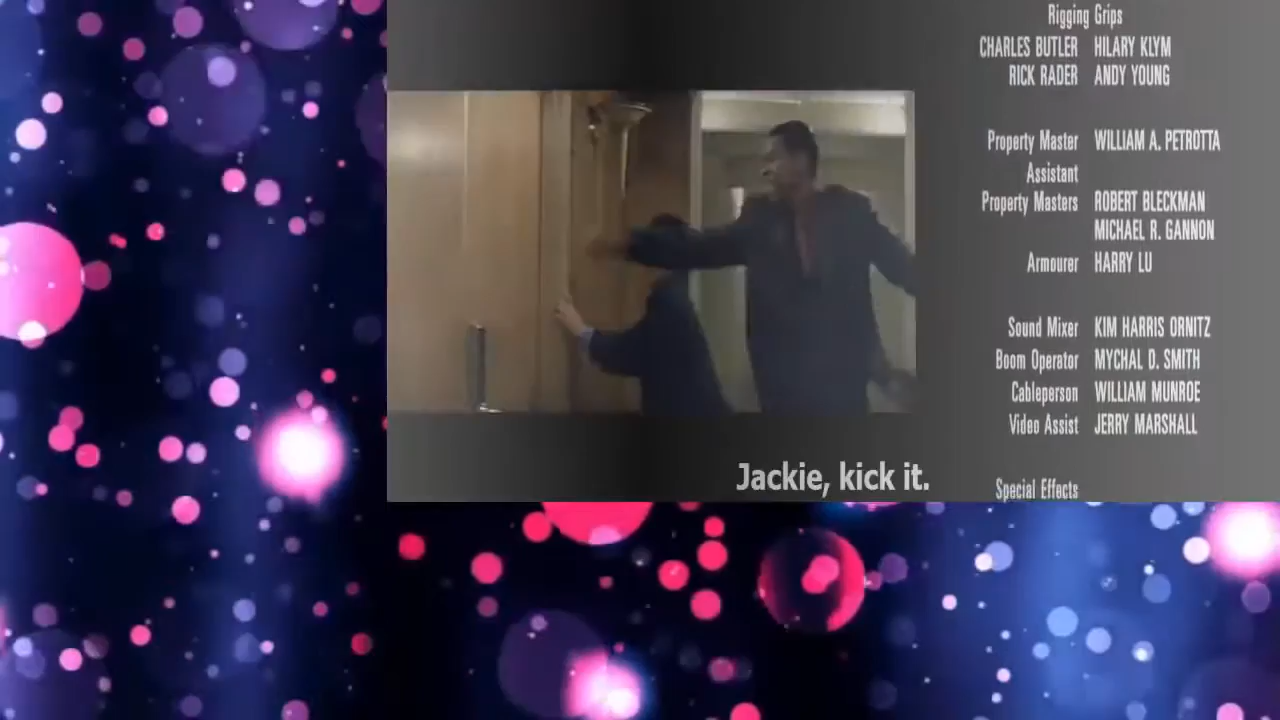 Rigging Grips
CHARLES BUTLER HILARY KLYM
RICK RADER ANDY YOUNG
Property Master WILLIAM A. PETROTTA
Assistant
Property Masters ROBERT BLECKMAN
MICHAEL R. GANNON
Armourer HARRY LU
Sound Mixer KIM HARRIS ORNITZ
Boom Operator MYCHAL D. SMITH
Cableperson WILLIAM MUNROE
Video Assist JERRY MARSHALL
Special Effects
Jackie, kick it.